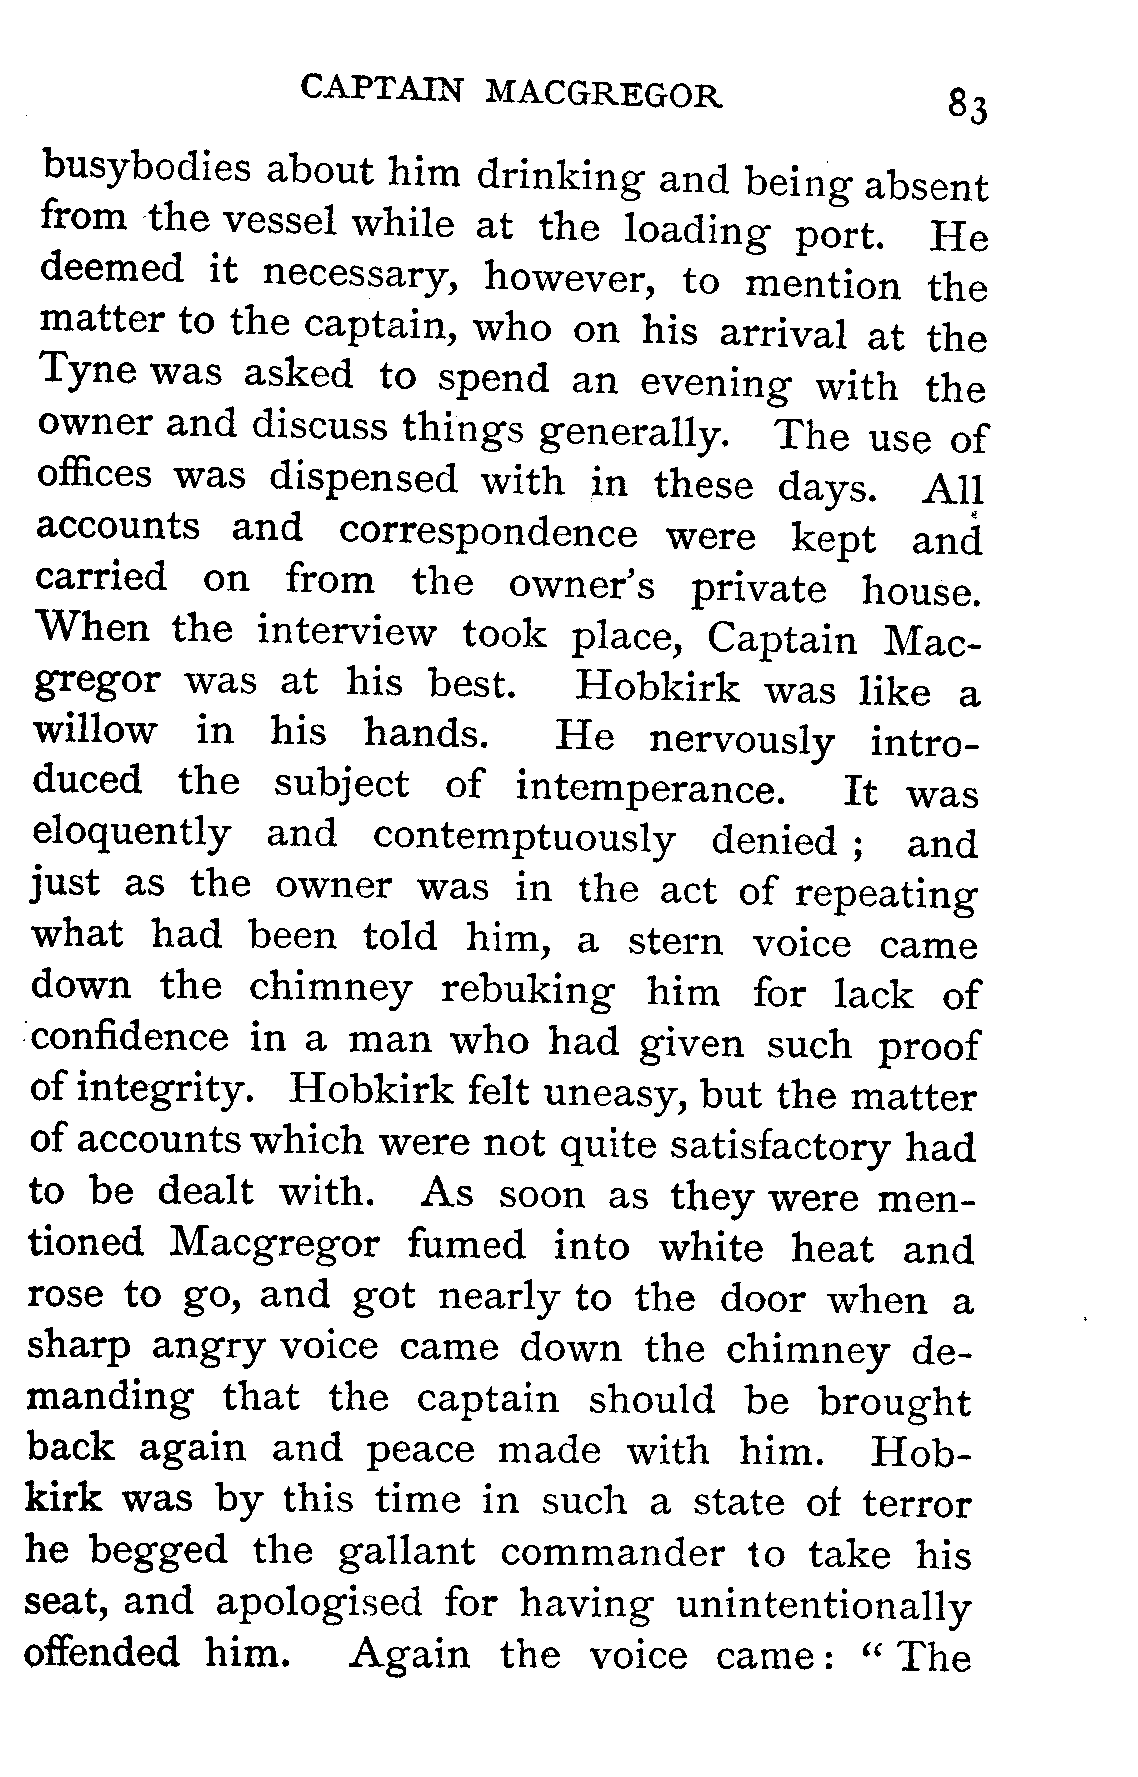 CAPTAIN MACGREGOR 83
busybodies about him drinking and being absent
from the vessel while at the loading port. He
deemed it necessary, however, to mention the
matter to the captain, who on his arrival at the
Tyne was asked to spend an evening with the
owner and discuss things generally. The use of
offices was dispensed with in these days. All
accounts and correspondence were kept and
carried on from the owner's private house.
When the interview took place, Captain Mac-
gregor was at his best. Hobkirk was like a
willow in his hands. He nervously intro-
duced the subject of intemperance. It was
eloquently and contemptuously denied ; and
just as the owner was in the act of repeating
what had been told him, a stern voice came
down the chimney rebuking him for lack of
confidence in a man who had given such proof
of integrity. Hobkirk felt uneasy, but the matter
of accounts which were not quite satisfactory had
to be dealt with. As soon as they were men-
tioned Macgregor fumed into white heat and
rose to go, and got nearly to the door when a
sharp angry voice came down the chimney de-
manding that the captain should be brought
back again and peace made with him. Hob-
kirk was by this time in such a state of terror
he begged the gallant commander to take his
seat, and apologised for having unintentionally
offended him. Again the voice came: “ The